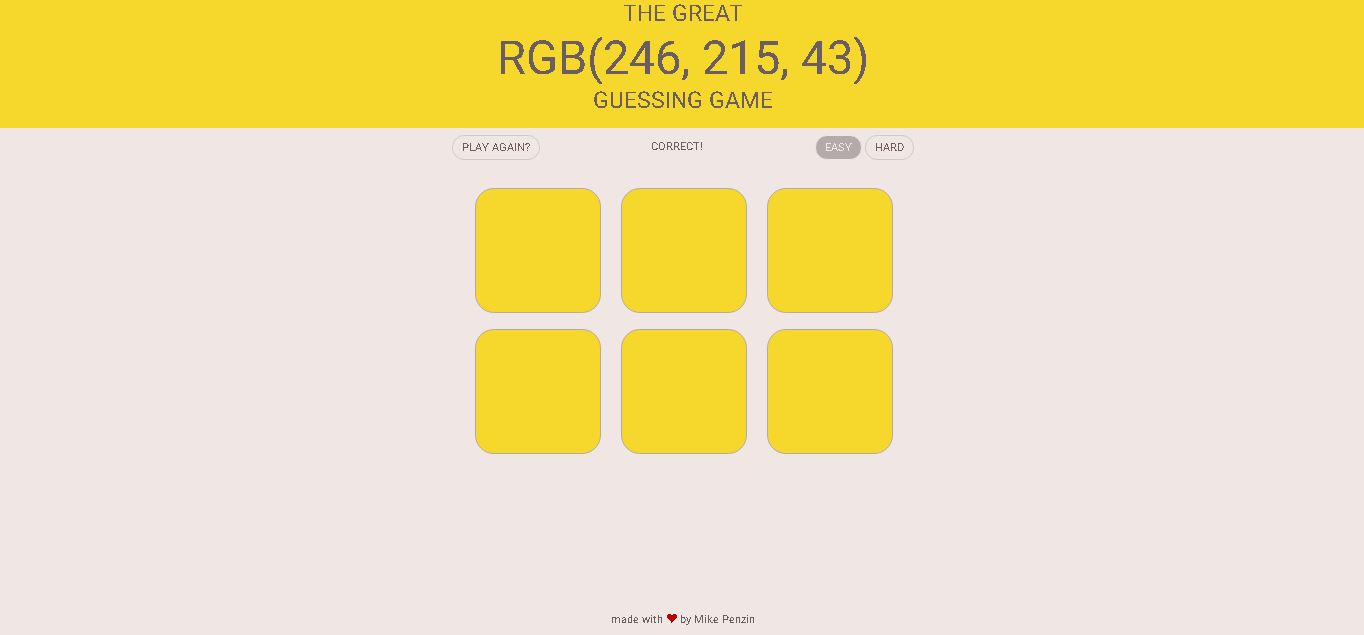 THE GREAT
RGB(246, 215, 43)
GUESSING GAME
PLAY AGAIN? CORRECT! EASY HARD
made with ❤ by Mike Penzin